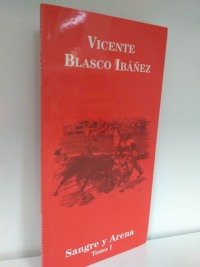 VICENTE
BLASCO IBÁÑEZ
Sangre y Arena
Tomo I